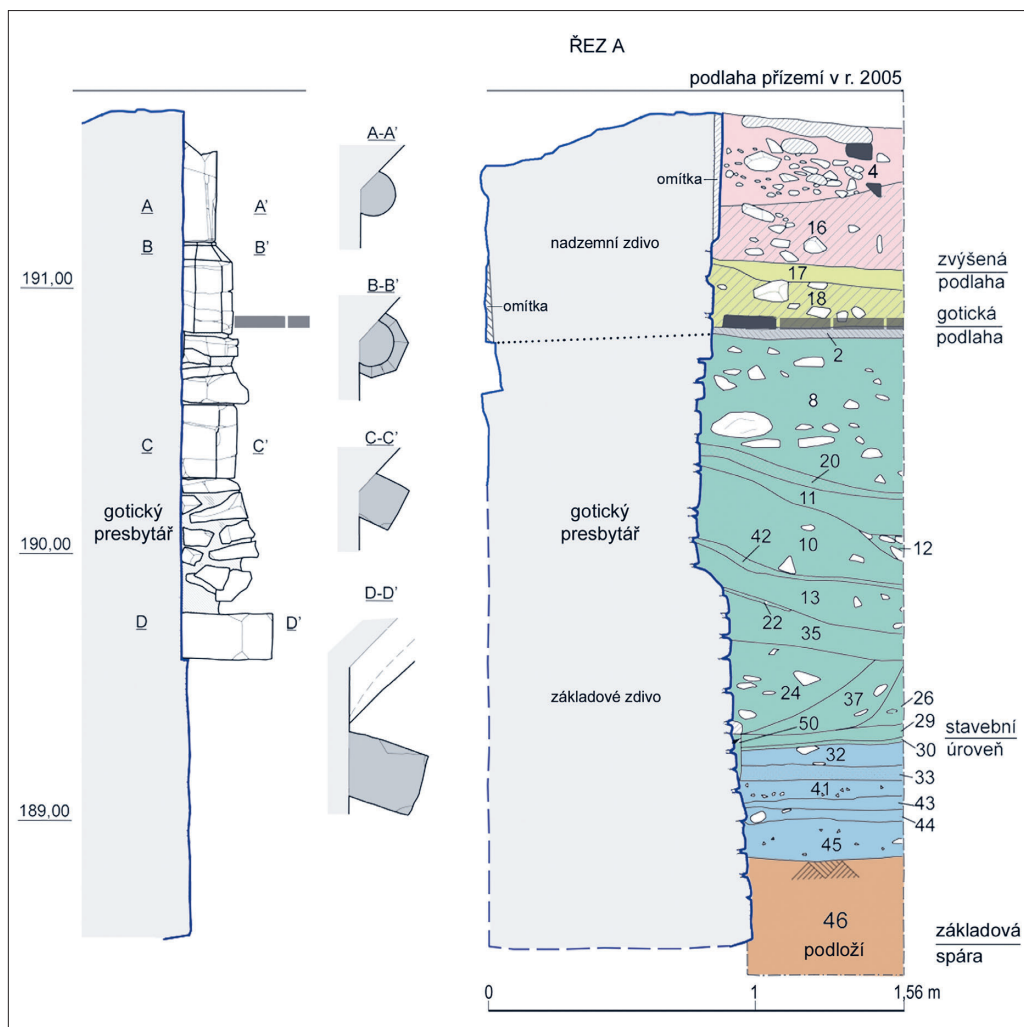 ŘEZ A
podlaha přízemí v r. 2005
A-A'
omítka
4
A
A'
16
B
B'
nadzemní zdivo
zvýšená
podlaha
191,00
17
18
B-B'
omítka
gotická
podlaha
2
8
C
C'
C-C'
20
11
gotický
presbytář
gotický
presbytář
190,00
42
10
12
13
D-D'
22
D
D'
35
24
37
26
základové zdivo
50
29
stavební
úroveň
30
32
33
41
189,00
43
44
45
46
podloží
základová
spára
0
1
1,56 m